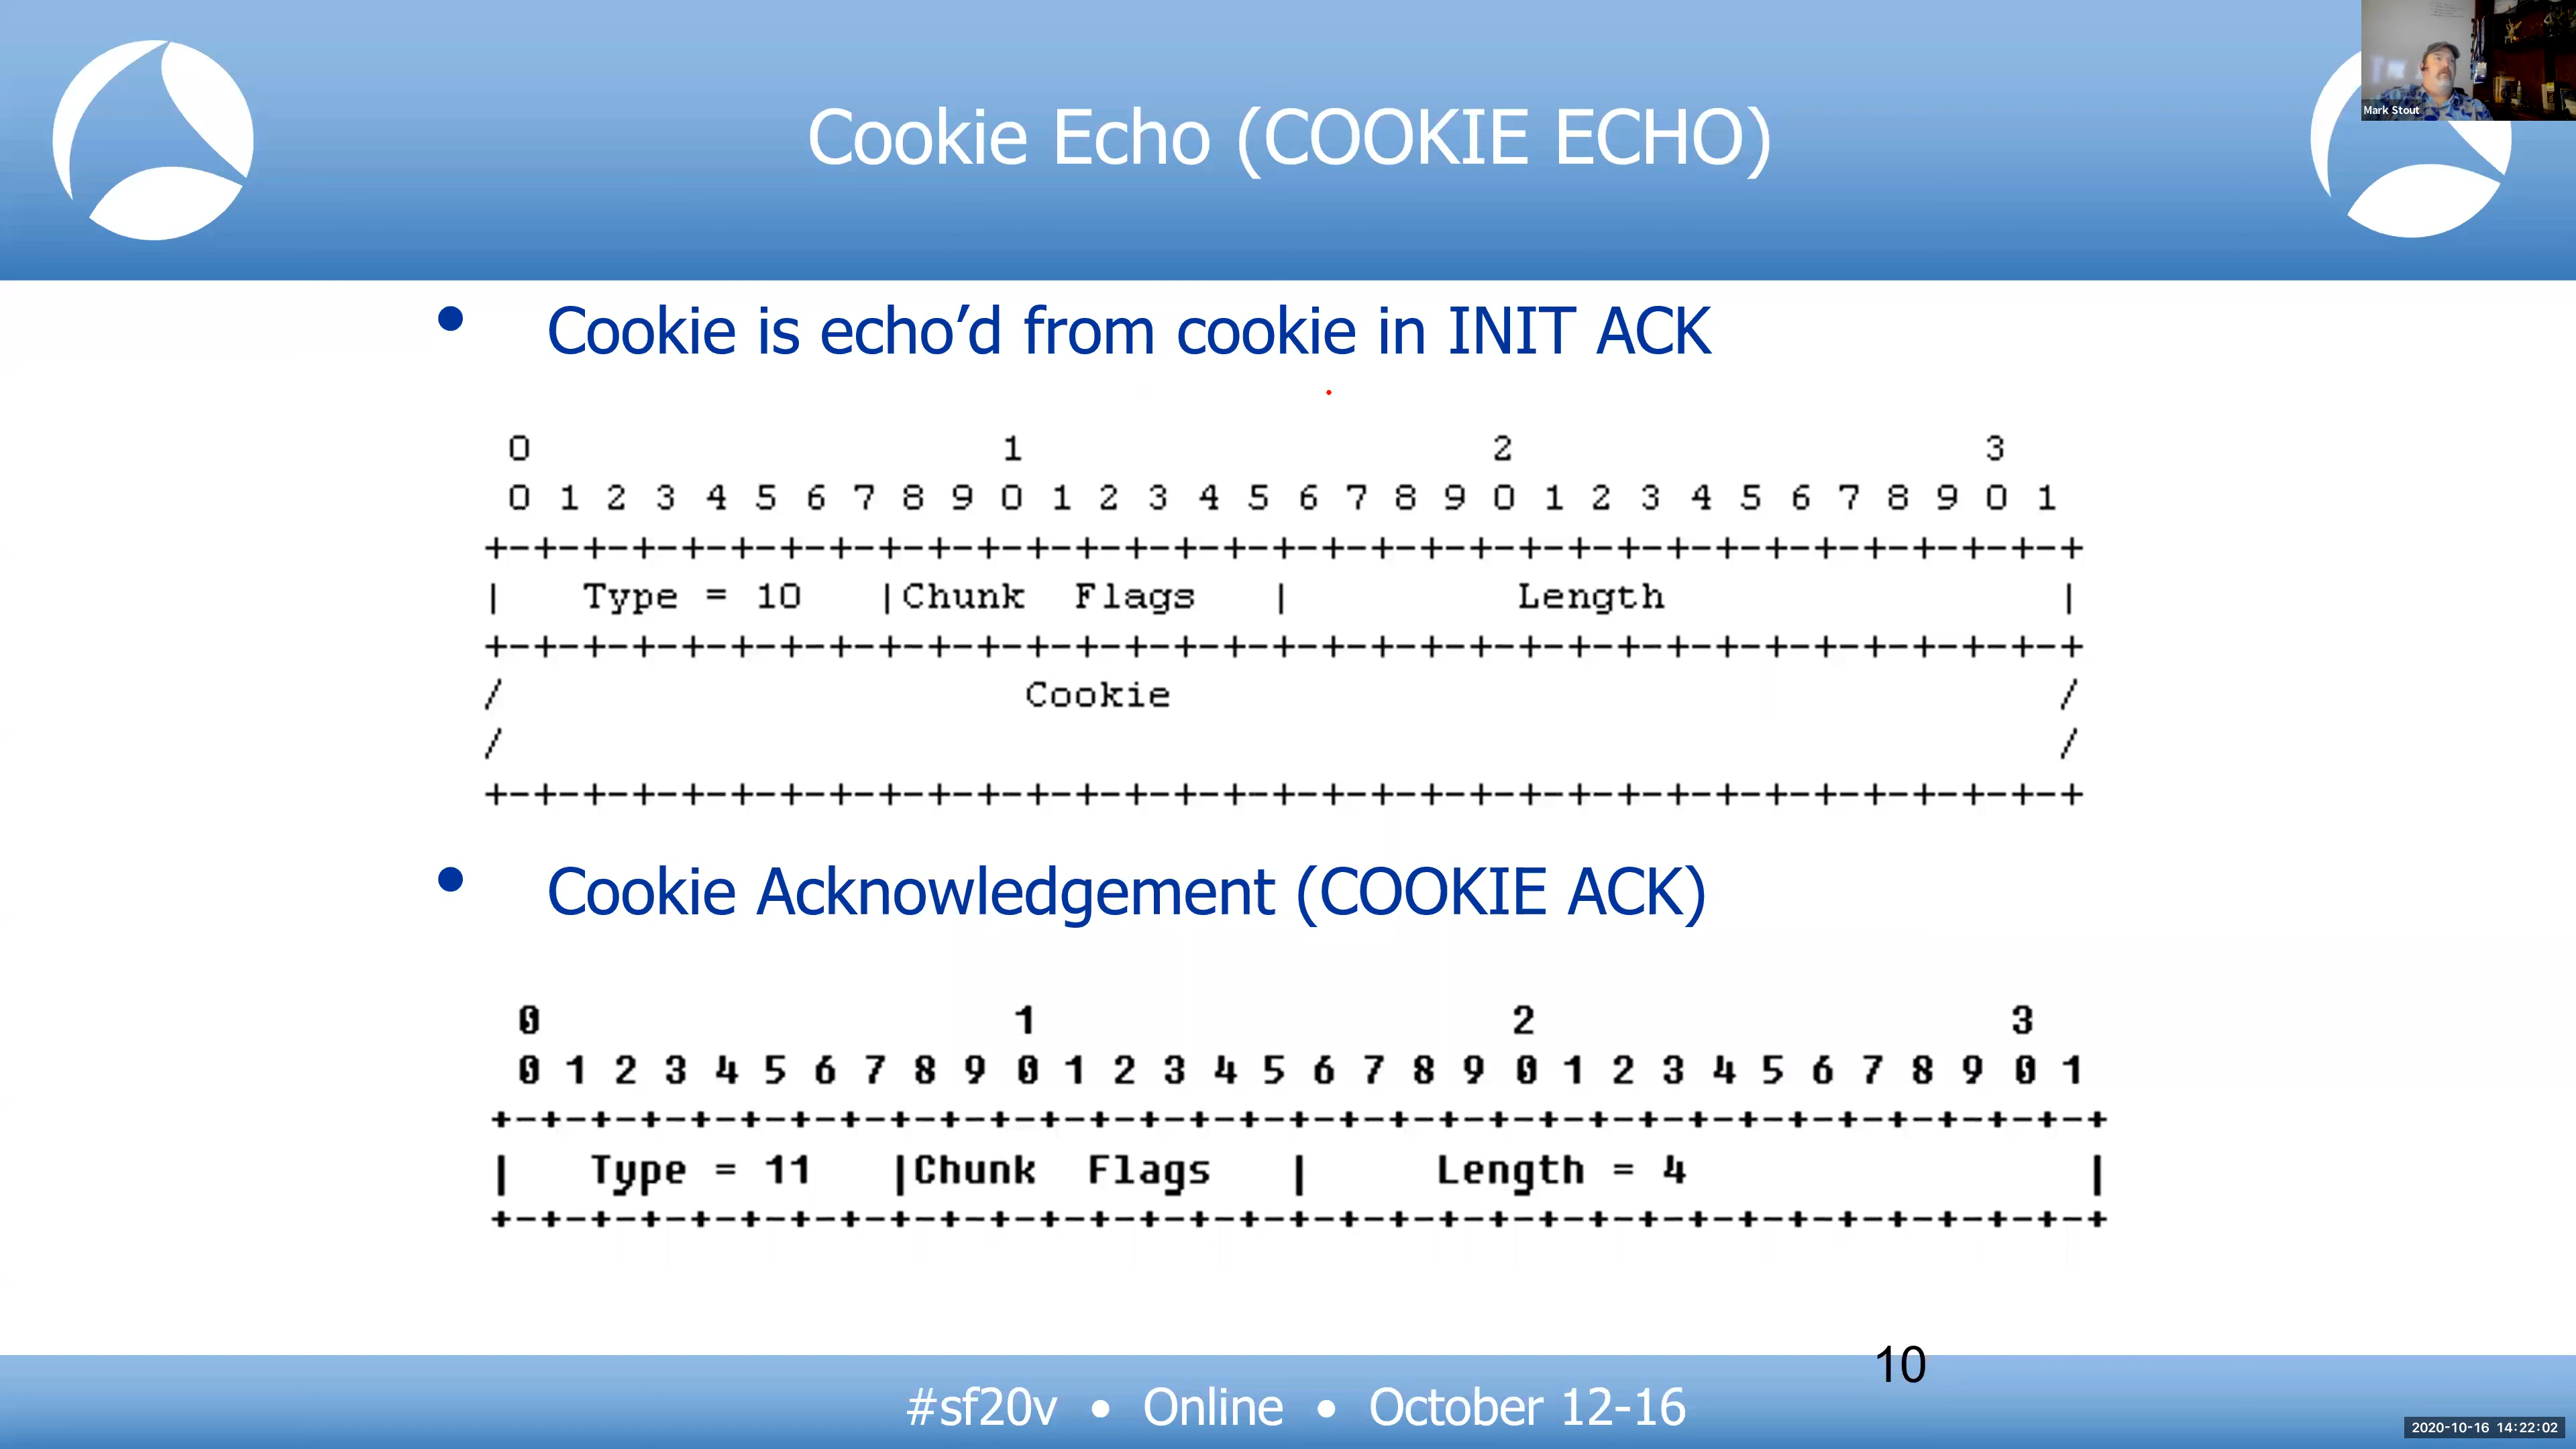 Cookie Echo (COOKIE ECHO)
Mark Stout
• Cookie is echo’d from cookie in INIT ACK
0 1 2 3
0 1 2 3 4 5 6 7 8 9 0 1 2 3 4 5 6 7 8 9 0 1 2 3 4 5 6 7 8 9 0 1
+-+-+-+-+-+-+-+-+-+-+-+-+-+-+-+-+-+-+-+-+-+-+-+-+-+-+-+-+-+-+-+-+
| Type = 10 |Chunk Flags | Length |
+-+-+-+-+-+-+-+-+-+-+-+-+-+-+-+-+-+-+-+-+-+-+-+-+-+-+-+-+-+-+-+-+
/ Cookie /
/ /
+-+-+-+-+-+-+-+-+-+-+-+-+-+-+-+-+-+-+-+-+-+-+-+-+-+-+-+-+-+-+-+-+
• Cookie Acknowledgement (COOKIE ACK)
0 1 2 3
0 1 2 3 4 5 6 7 8 9 0 1 2 3 4 5 6 7 8 9 0 1 2 3 4 5 6 7 8 9 0 1
+-+-+-+-+-+-+-+-+-+-+-+-+-+-+-+-+-+-+-+-+-+-+-+-+-+-+-+-+-+-+-+-+
| Type = 11 |Chunk Flags | Length = 4 |
+-+-+-+-+-+-+-+-+-+-+-+-+-+-+-+-+-+-+-+-+-+-+-+-+-+-+-+-+-+-+-+-+
10
#sf20v • Online • October 12-16
2020-10-16 14:22:02